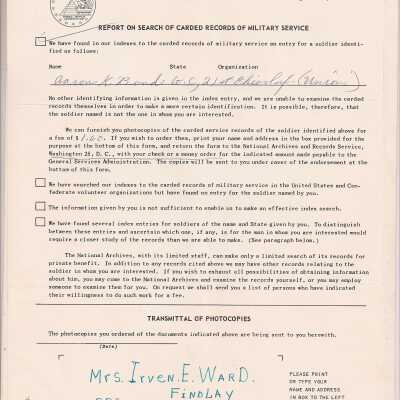 REPORT ON SEARCH OF CARDED RECORDS OF MILITARY SERVICE
We have found in our indexes to the carded records of military service an entry for a soldier identi-
fied as follows:
Name State Organization
Aaron K. Bonds Co. C, 21st Inf (Union)
No other identifying information is given in the index entry, and we are unable to examine the carded
records themselves in order to make a more certain identification. It is possible, therefore, that
the soldier named is not the one in whom you are interested.
We can furnish you photocopies of the carded service records of the soldier identified above for
a fee of $1.00. If you wish to order them, print your name and address in the box provided for the
purpose at the bottom of this form, and return the form to the National Archives and Records Service,
Washington 25, D. C., with your check or a money order for the indicated amount made payable to the
General Services Administration. The copies will be sent to you under cover of the endorsement at the
bottom of this form.
We have searched our indexes to the carded records of military service in the United States and Con-
federate volunteer organizations but have found no entry for the soldier named by you.
The information given by you is not sufficient to enable us to make an effective index search.
We have found several index entries for soldiers of the name and State given by you. To distinguish
between these entries and ascertain which one, if any, is for the man in whom you are interested would
require a closer study of the records than we are able to make. (See paragraph below.)
The National Archives, with its limited staff, can make only a limited search of its records for
private benefit. In addition to any records cited above we may have other records relating to the
soldier in whom you are interested. If you wish to exhaust all possibilities of obtaining information
about him, you may come to the National Archives and examine the records yourself, or you may employ
someone to examine them for you. On request we shall send you a list of persons who have indicated
their willingness to do such work for a fee.
TRANSMITTAL OF PHOTOCOPIES
The photocopies you ordered of the documents indicated above are being sent to you herewith.
(Date)
Mrs. Irven. E. WARD.
FINDLAY
PLEASE PRINT
OR TYPE YOUR
NAME AND ADDRESS
IN BOX TO THE LEFT